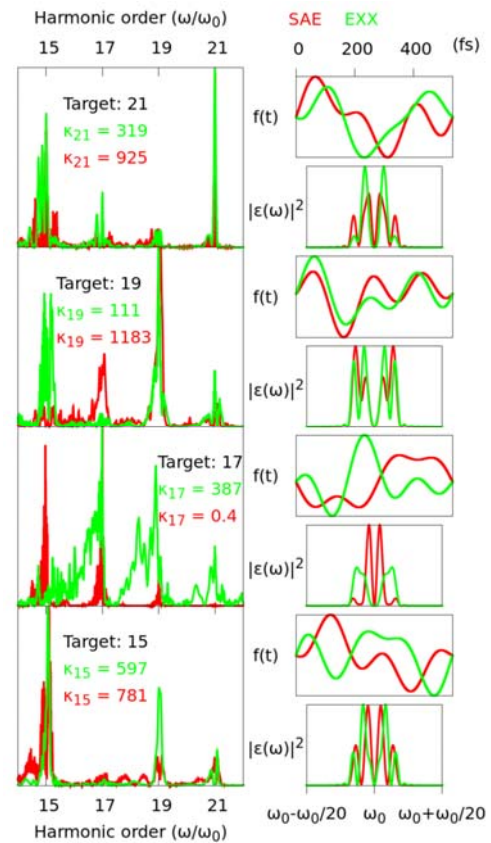 Harmonic order (ω/ω₀)
15 17 19 21
SAE EXX
0 200 400 (fs)
Target: 21
κ₂₁ = 319
κ₂₁ = 925
f(t)
|ε(ω)|²
Target: 19
κ₁₉ = 111
κ₁₉ = 1183
f(t)
|ε(ω)|²
Target: 17
κ₁₇ = 387
κ₁₇ = 0.4
f(t)
|ε(ω)|²
Target: 15
κ₁₅ = 597
κ₁₅ = 781
f(t)
|ε(ω)|²
15 17 19 21
Harmonic order (ω/ω₀)
ω₀-ω₀/20 ω₀ ω₀+ω₀/20